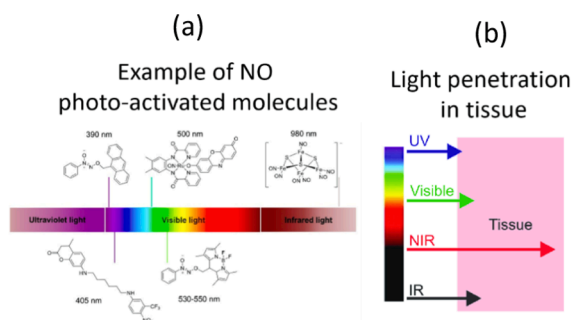 (a)
Example of NO
photo-activated molecules
390 nm
500 nm
980 nm
Ultraviolet light
Visible light
Infrared light
405 nm
530-550 nm
(b)
Light penetration
in tissue
UV
Visible
Tissue
NIR
IR